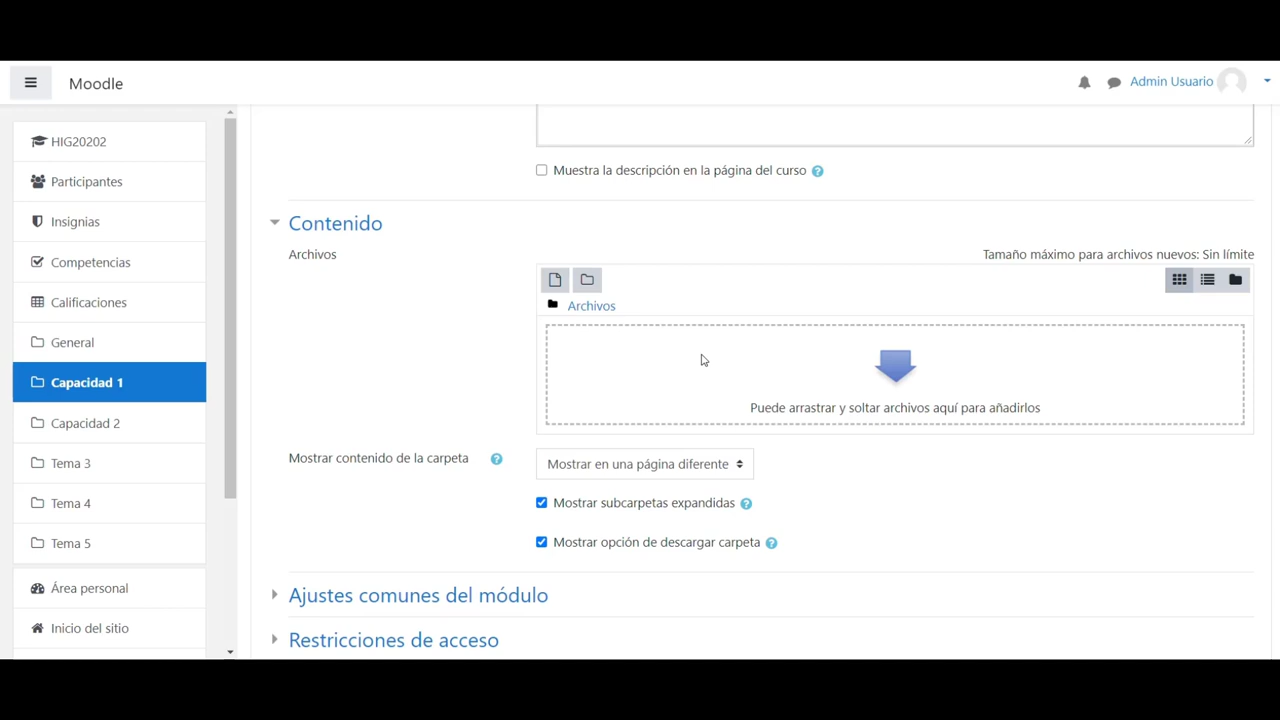 Moodle
Admin Usuario
HIG20202
Participantes
Insignias
Competencias
Calificaciones
General
Capacidad 1
Capacidad 2
Tema 3
Tema 4
Tema 5
Área personal
Inicio del sitio
Muestra la descripción en la página del curso
Contenido
Archivos
Tamaño máximo para archivos nuevos: Sin límite
Archivos
Puede arrastrar y soltar archivos aquí para añadirlos
Mostrar contenido de la carpeta
Mostrar en una página diferente
Mostrar subcarpetas expandidas
Mostrar opción de descargar carpeta
Ajustes comunes del módulo
Restricciones de acceso